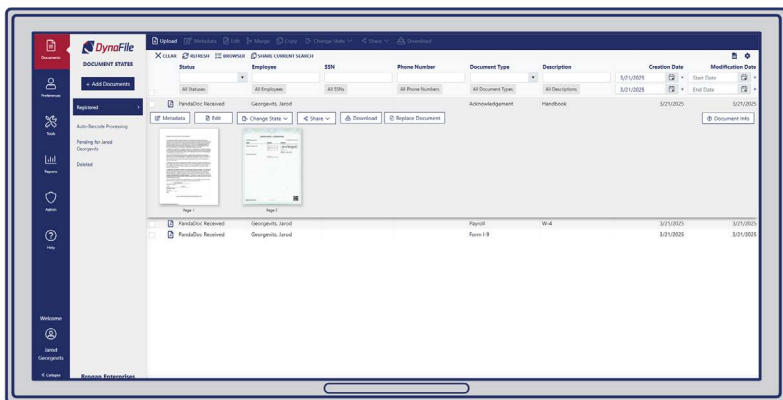 Upload Metadata Edit Merge Copy Change State Share Download
CLEAR REFRESH BROWSER SHARE CURRENT SEARCH
Documents
Preferences
Tools
Reports
Admin
Help
Welcome
Jarod
Georgevits
Collapse
DynaFile
DOCUMENT STATES
+ Add Documents
Registered
Auto-Barcode Processing
Pending for Jarod
Georgevits
Deleted
Reogan Enterprises
Status Employee SSN Phone Number Document Type Description Creation Date Modification Date
3/21/2025 Start Date
All Statuses All Employees All SSNs All Phone Numbers All Document Types All Descriptions 3/21/2025 End Date
PandaDoc Received Georgevits, Jarod Acknowledgement Handbook 3/21/2025 3/21/2025
Metadata Edit Change State Share Download Replace Document Document Info
Page 1 Page 2
PandaDoc Received Georgevits, Jarod Payroll W-4 3/21/2025 3/21/2025
PandaDoc Received Georgevits, Jarod Form I-9 3/21/2025 3/21/2025